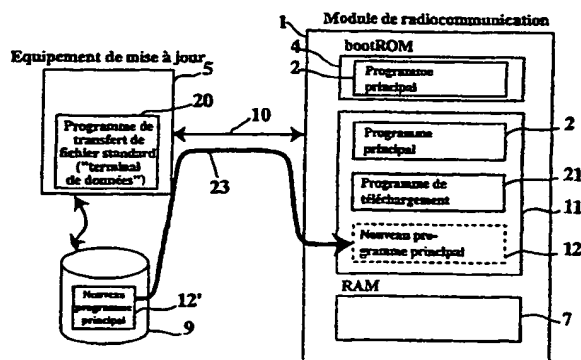 Module de radiocommunication
1
bootROM
4
2
Programme
principal
Equipement de mise à jour
5
20
Programme de
transfert de
fichier standard
("terminal
de données")
10
23
Programme
principal
2
Programme de
téléchargement
21
11
Nouveau pro-
gramme principal
12
Nouveau
programme
principal
12'
9
RAM
7